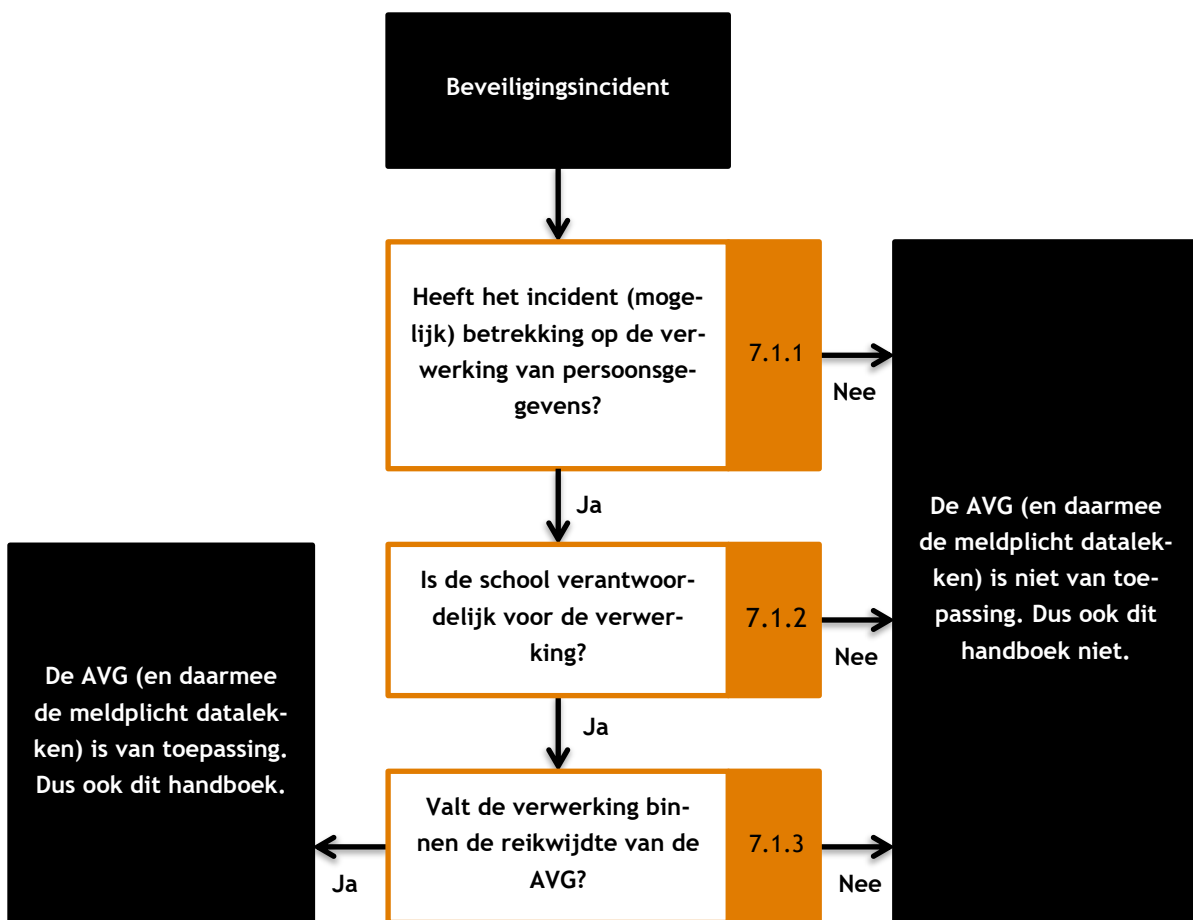 Beveiligingsincident
Heeft het incident (moge-
lijk) betrekking op de ver-
werking van persoonsge-
gevens?
7.1.1
Nee
Ja
Is de school verantwoor-
delijk voor de verwer-
king?
7.1.2
Nee
Ja
Valt de verwerking bin-
nen de reikwijdte van de
AVG?
7.1.3
Ja
Nee
De AVG (en daarmee
de meldplicht datalek-
ken) is van toepassing.
Dus ook dit handboek.
De AVG (en daarmee
de meldplicht datalek-
ken) is niet van toe-
passing. Dus ook dit
handboek niet.